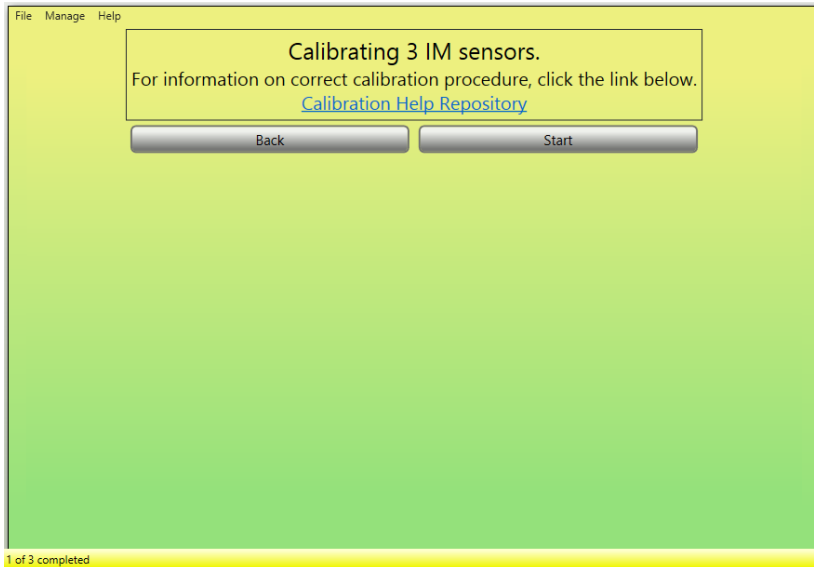 File Manage Help
Calibrating 3 IM sensors.
For information on correct calibration procedure, click the link below.
Calibration Help Repository
Back Start
1 of 3 completed